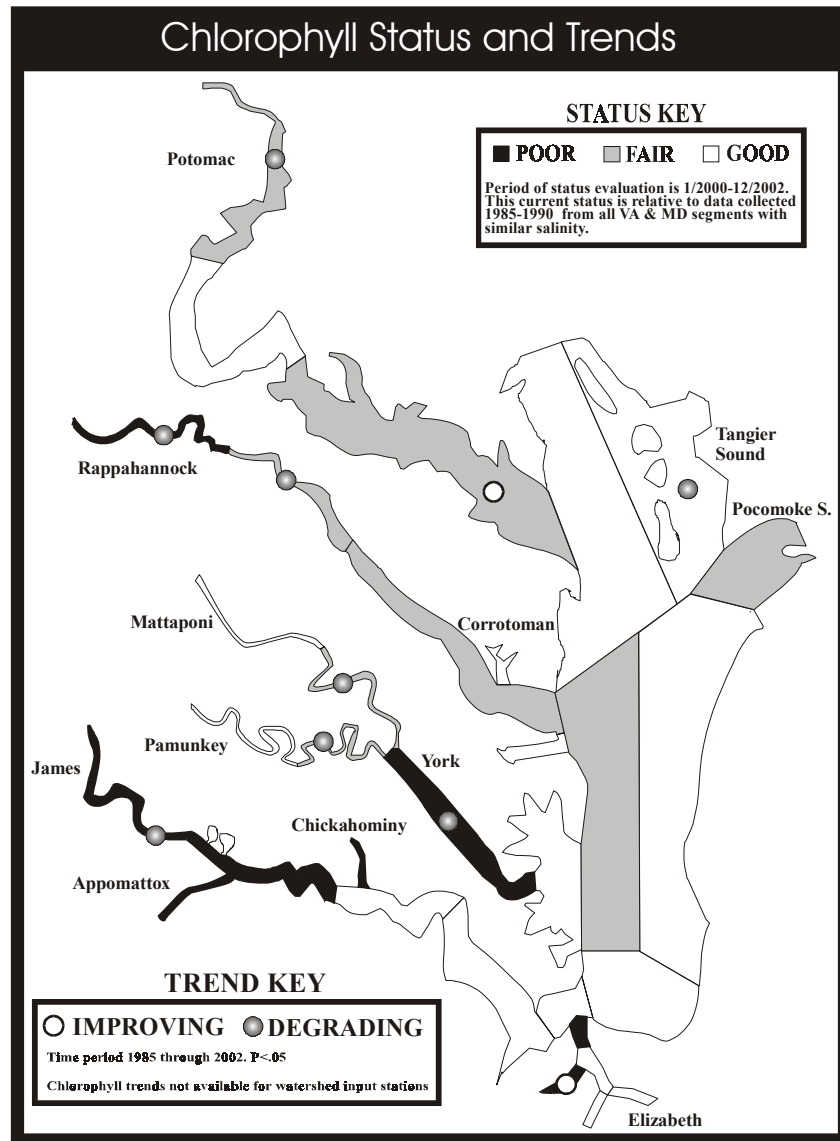 Chlorophyll Status and Trends
STATUS KEY
POOR FAIR GOOD
Period of status evaluation is 1/2000-12/2002.
This current status is relative to data collected
1985-1990 from all VA & MD segments with
similar salinity.
Potomac
Tangier
Sound
Rappahannock
Pocomoke S.
Mattaponi
Corrotoman
Pamunkey
York
James
Chickahominy
Appomattox
TREND KEY
IMPROVING DEGRADING
Time period 1985 through 2002. P<.05
Chlorophyll trends not available for watershed input stations
Elizabeth